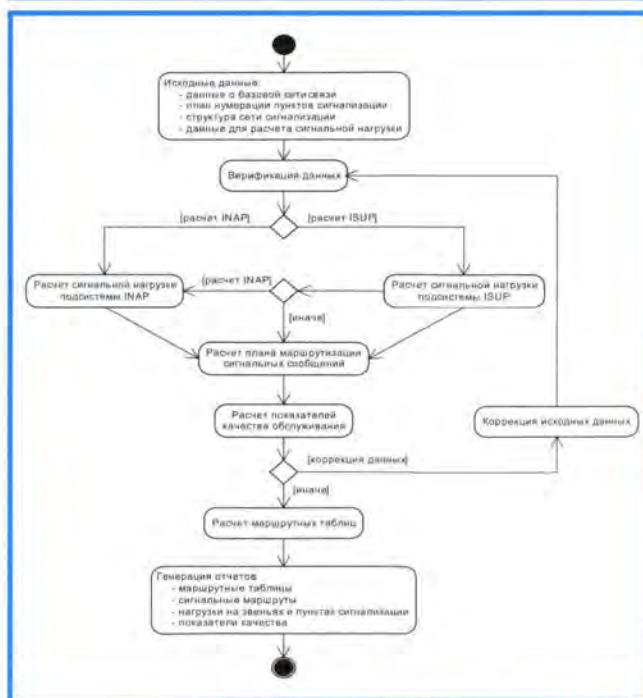 Исходные данные:
- данные о базовой сети связи
- план нумерации пунктов сигнализации
- структура сети сигнализации
- данные для расчета сигнальной нагрузки
Верификация данных
[расчет INAP]
[расчет ISUP]
Расчет сигнальной нагрузки
подсистемы INAP
[расчет INAP]
Расчет сигнальной нагрузки
подсистемы ISUP
[иначе]
Расчет плана маршрутизации
сигнальных сообщений
Расчет показателей
качества обслуживания
Коррекция исходных данных
[коррекция данных]
[иначе]
Расчет маршрутных таблиц
Генерация отчетов
- маршрутные таблицы
- сигнальные маршруты
- нагрузки на звеньях и пунктах сигнализации
- показатели качества